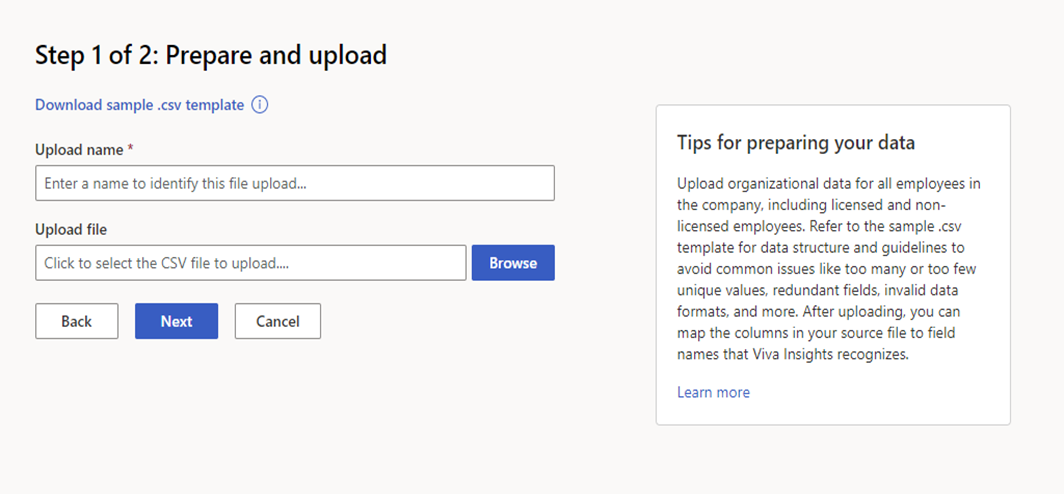 Step 1 of 2: Prepare and upload
Download sample .csv template
Upload name *
Enter a name to identify this file upload...
Upload file
Click to select the CSV file to upload....
Browse
Back
Next
Cancel
Tips for preparing your data
Upload organizational data for all employees in
the company, including licensed and non-
licensed employees. Refer to the sample .csv
template for data structure and guidelines to
avoid common issues like too many or too few
unique values, redundant fields, invalid data
formats, and more. After uploading, you can
map the columns in your source file to field
names that Viva Insights recognizes.
Learn more